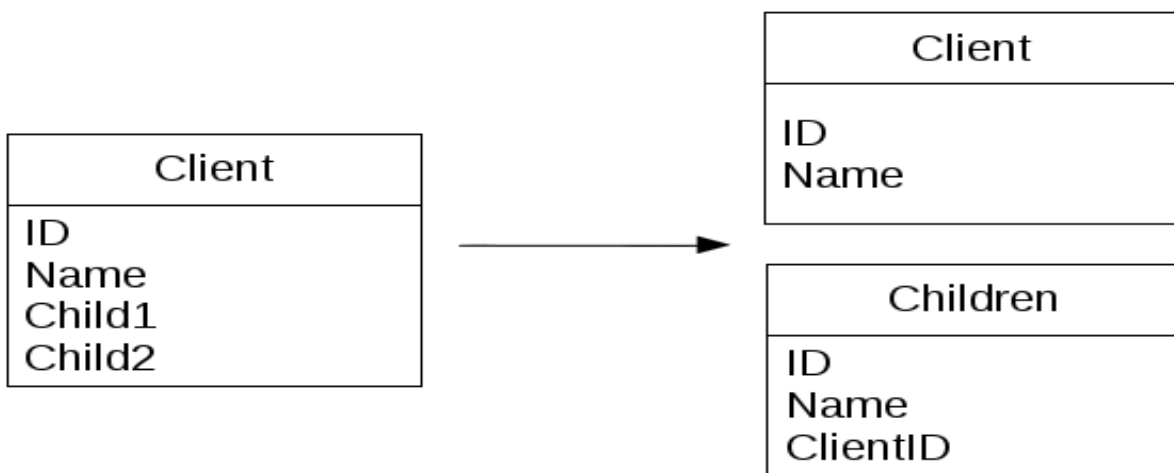 Client
ID
Name
Child1
Child2
Client
ID
Name
Children
ID
Name
ClientID